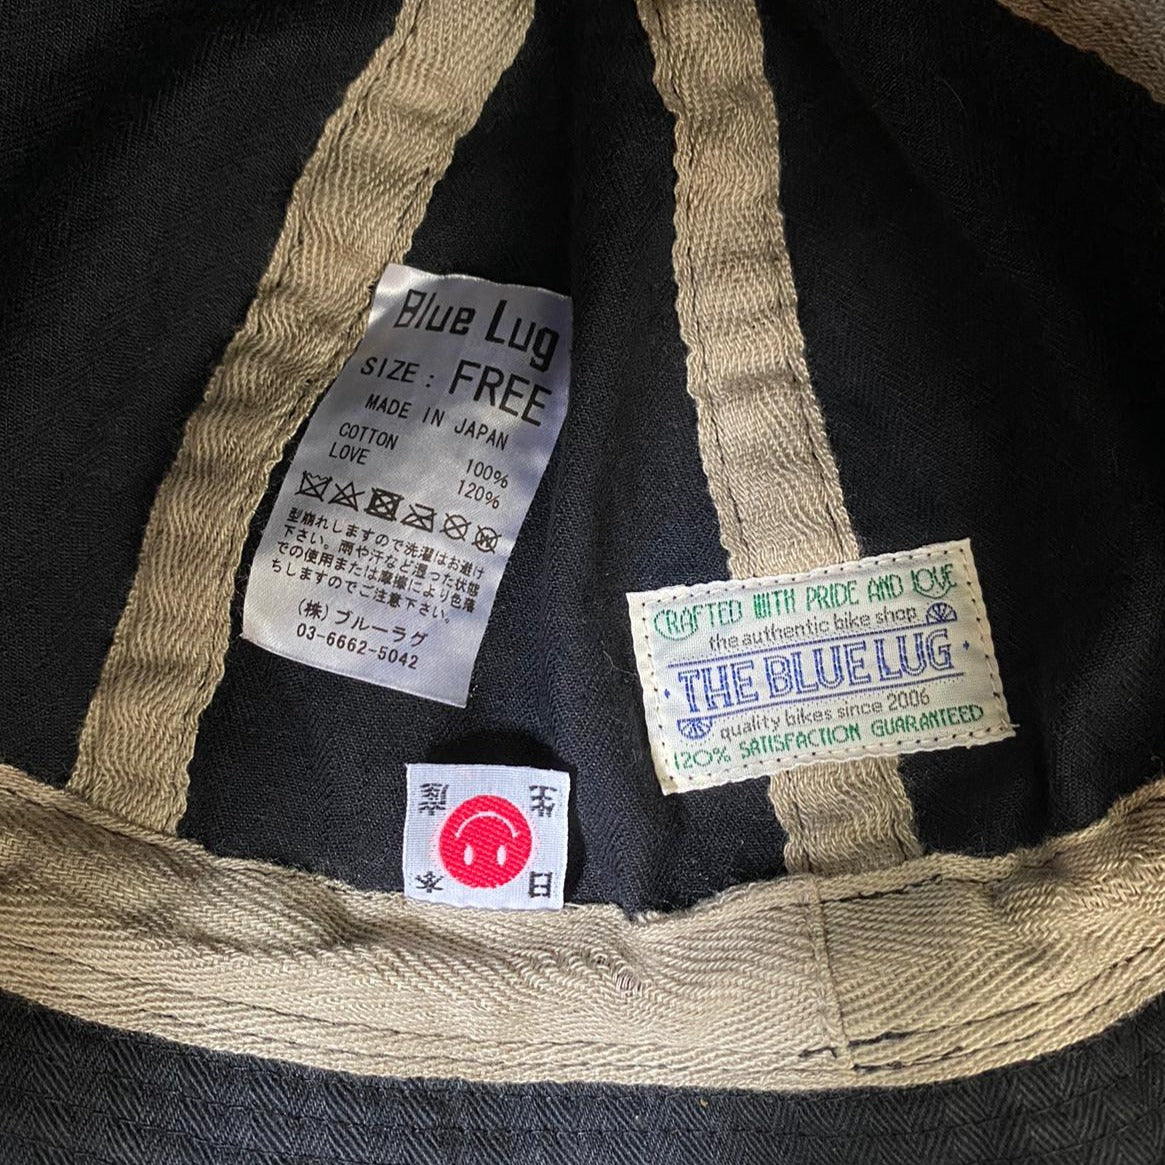 Blue Lug
SIZE: FREE
MADE IN JAPAN
COTTON 100%
LOVE 120%
型崩れしますので洗濯はお避け
下さい。雨や汗など湿った状態
での使用または摩擦により色落
ちしますのでご注意下さい。
(株)ブルーラグ
03-6662-5042
CRAFTED WITH PRIDE AND LOVE
the authentic bike shop
THE BLUE LUG
quality bikes since 2006
120% SATISFACTION GUARANTEED
日本
生産